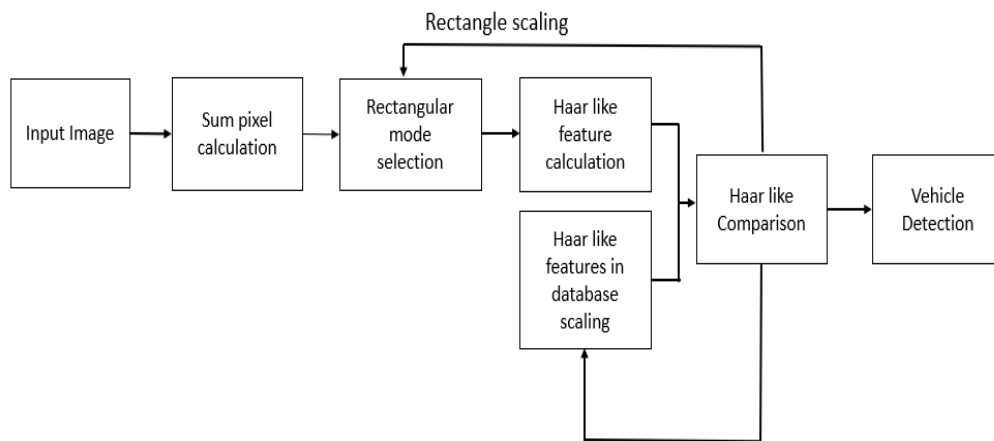 Rectangle scaling
Input Image
Sum pixel
calculation
Rectangular
mode
selection
Haar like
feature
calculation
Haar like
features in
database
scaling
Haar like
Comparison
Vehicle
Detection